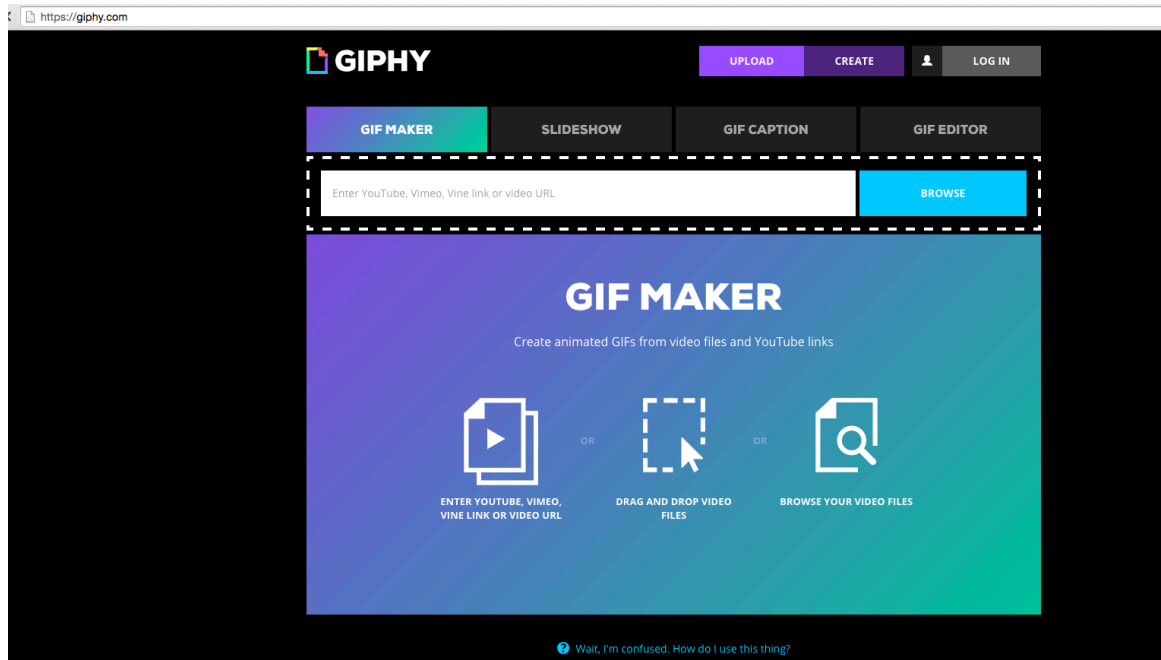 https://giphy.com
GIPHY
UPLOAD CREATE LOG IN
GIF MAKER SLIDESHOW GIF CAPTION GIF EDITOR
Enter YouTube, Vimeo, Vine link or video URL BROWSE
GIF MAKER
Create animated GIFs from video files and YouTube links
OR OR
ENTER YOUTUBE, VIMEO, DRAG AND DROP VIDEO BROWSE YOUR VIDEO FILES
VINE LINK OR VIDEO URL FILES
Wait, I'm confused. How do I use this thing?